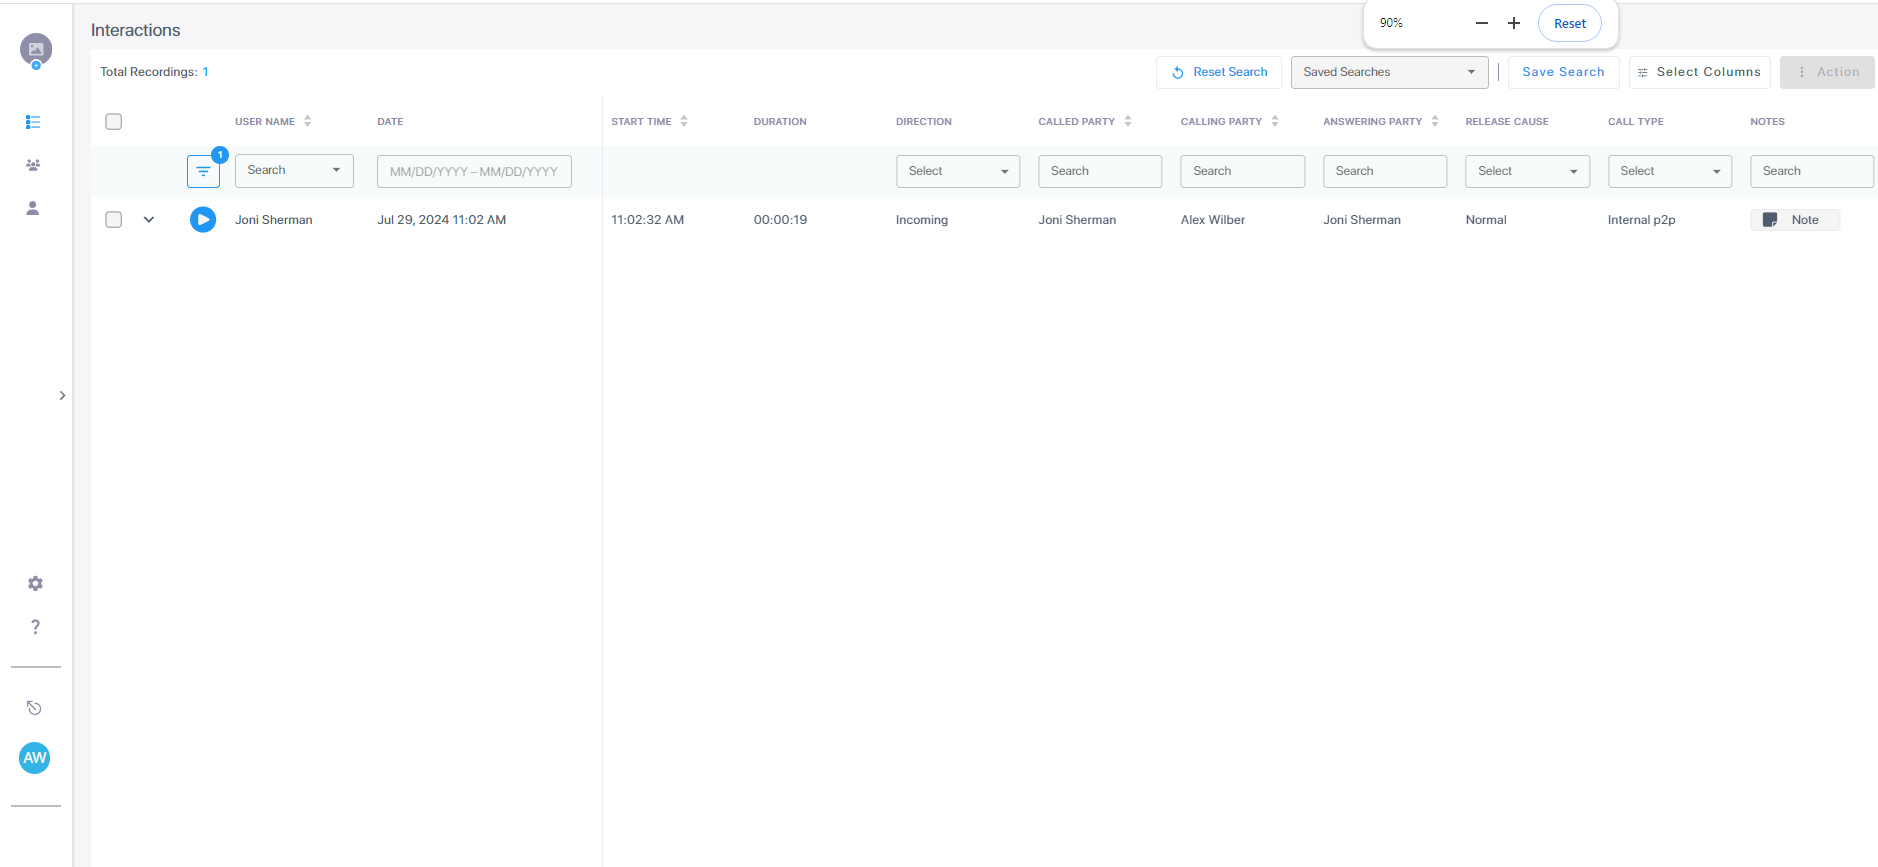 90%
Reset
Interactions
Total Recordings: 1
Reset Search
Saved Searches
Save Search
Select Columns
Action
USER NAME DATE START TIME DURATION DIRECTION CALLED PARTY CALLING PARTY ANSWERING PARTY RELEASE CAUSE CALL TYPE NOTES
1
Search MM/DD/YYYY – MM/DD/YYYY Select Search Search Search Select Select Search
Joni Sherman Jul 29, 2024 11:02 AM 11:02:32 AM 00:00:19 Incoming Joni Sherman Alex Wilber Joni Sherman Normal Internal p2p Note
?
AW